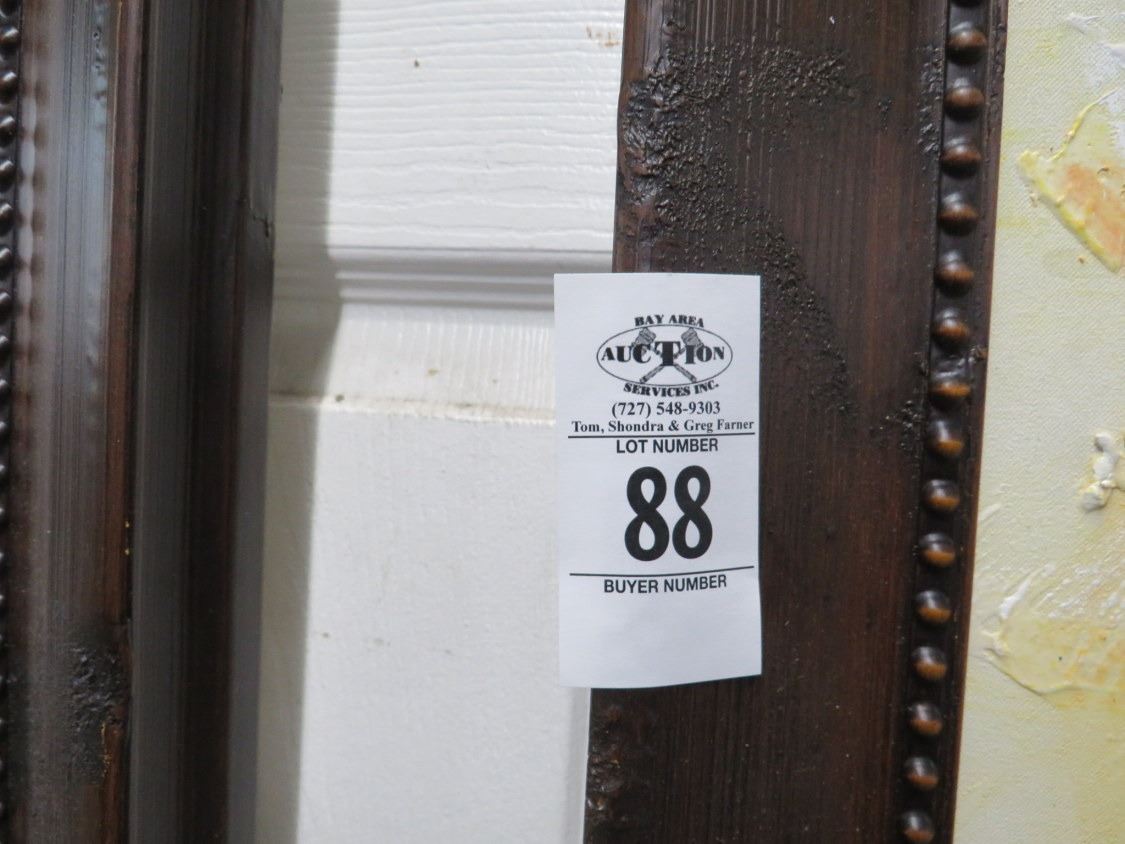 BAY AREA
AUCTION
SERVICES INC.
(727) 548-9303
Tom, Shondra & Greg Farner
LOT NUMBER
88
BUYER NUMBER